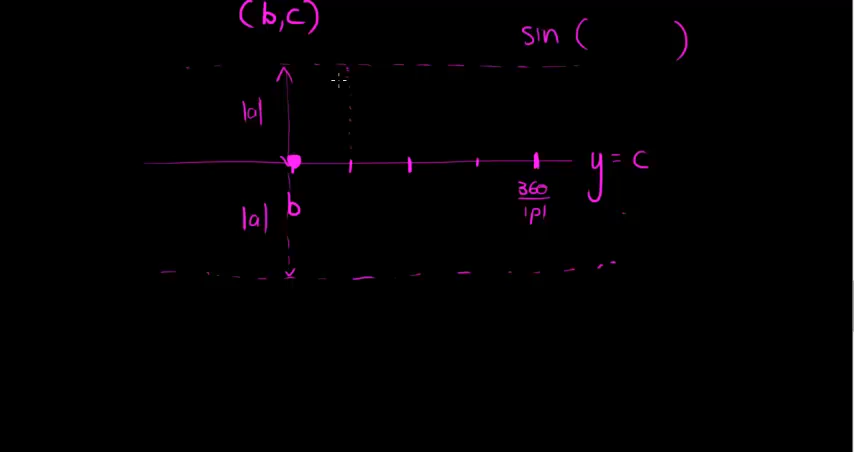 (b,c)
sin ( )
|a|
y = c
360
|p|
b
|a|